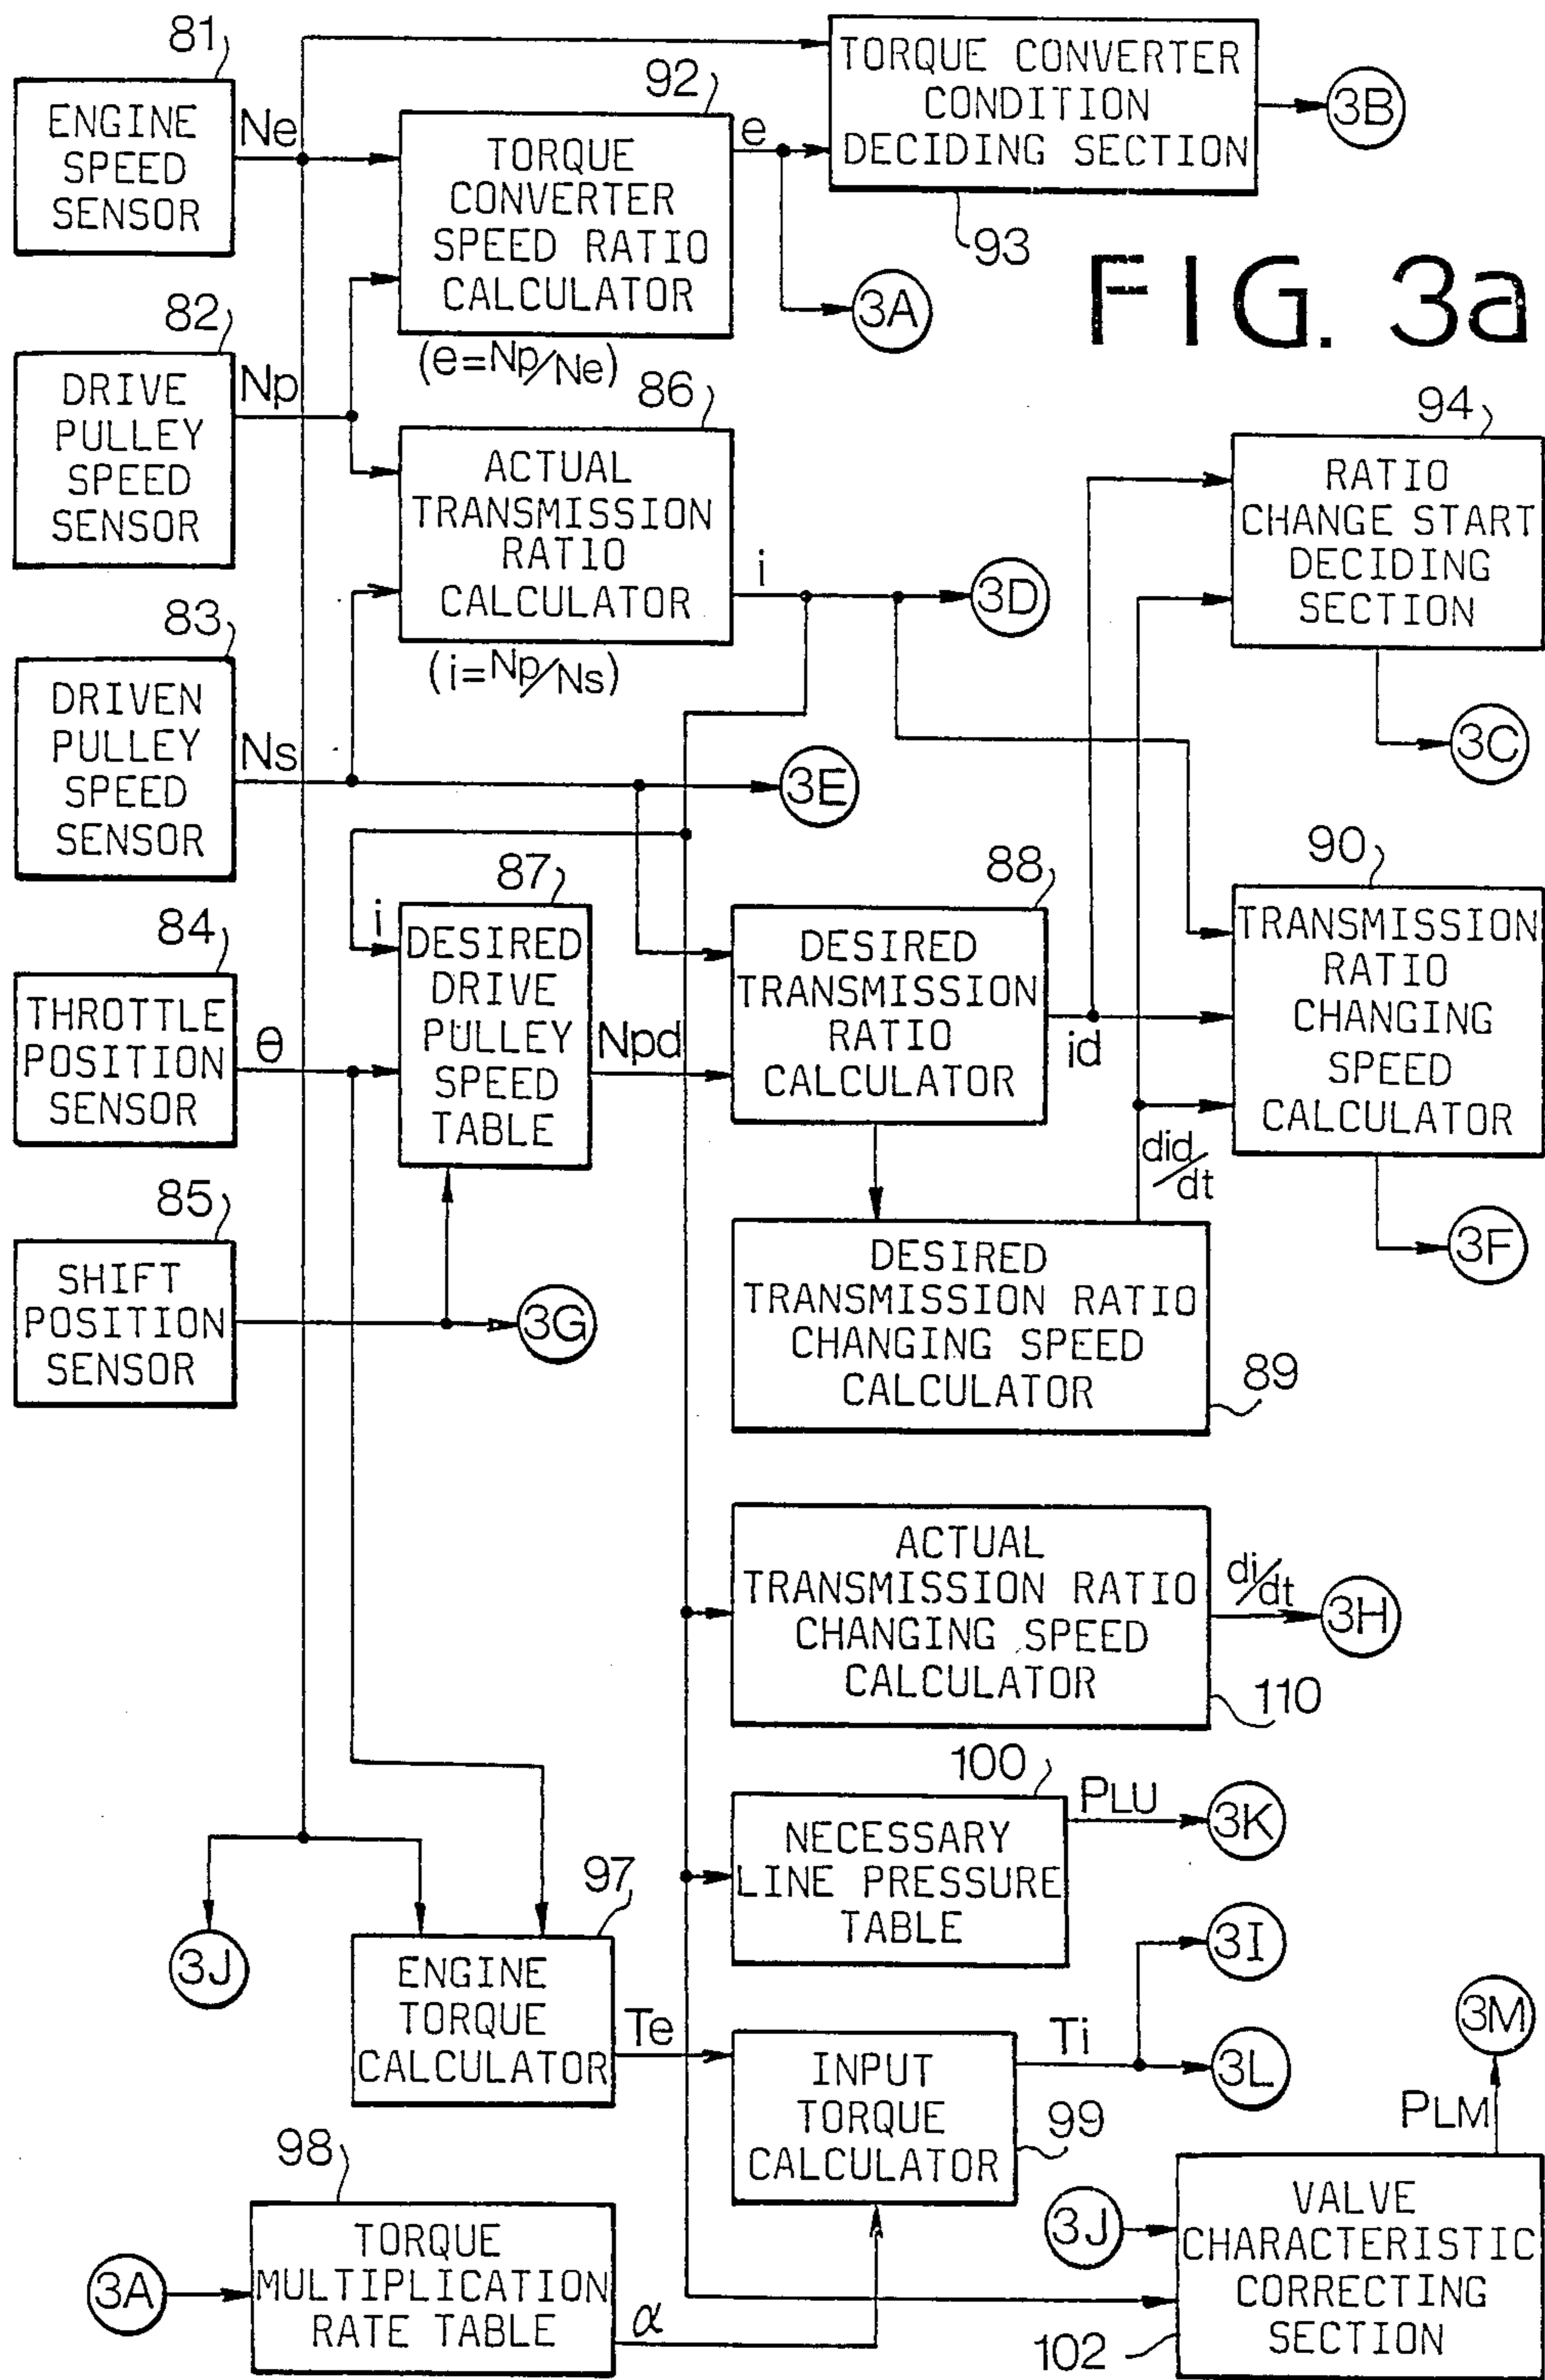 81
ENGINE
SPEED
SENSOR
Ne
92
TORQUE
CONVERTER
SPEED RATIO
CALCULATOR
(e=Np/Ne)
e
TORQUE CONVERTER
CONDITION
DECIDING SECTION
93
3B
3A
FIG. 3a
82
DRIVE
PULLEY
SPEED
SENSOR
Np
86
ACTUAL
TRANSMISSION
RATIO
CALCULATOR
(i=Np/Ns)
i
3D
94
RATIO
CHANGE START
DECIDING
SECTION
3C
83
DRIVEN
PULLEY
SPEED
SENSOR
Ns
3E
84
THROTTLE
POSITION
SENSOR
θ
87
i
DESIRED
DRIVE
PULLEY
SPEED
TABLE
Npd
88
DESIRED
TRANSMISSION
RATIO
CALCULATOR
id
90
TRANSMISSION
RATIO
CHANGING
SPEED
CALCULATOR
did/dt
3F
85
SHIFT
POSITION
SENSOR
3G
DESIRED
TRANSMISSION RATIO
CHANGING SPEED
CALCULATOR
89
ACTUAL
TRANSMISSION RATIO
CHANGING SPEED
CALCULATOR
di/dt
3H
110
100
NECESSARY
LINE PRESSURE
TABLE
PLU
3K
3J
97
ENGINE
TORQUE
CALCULATOR
Te
INPUT
TORQUE
CALCULATOR
99
Ti
3I
3L
3M
PLM
98
3A
TORQUE
MULTIPLICATION
RATE TABLE
α
3J
VALVE
CHARACTERISTIC
CORRECTING
SECTION
102